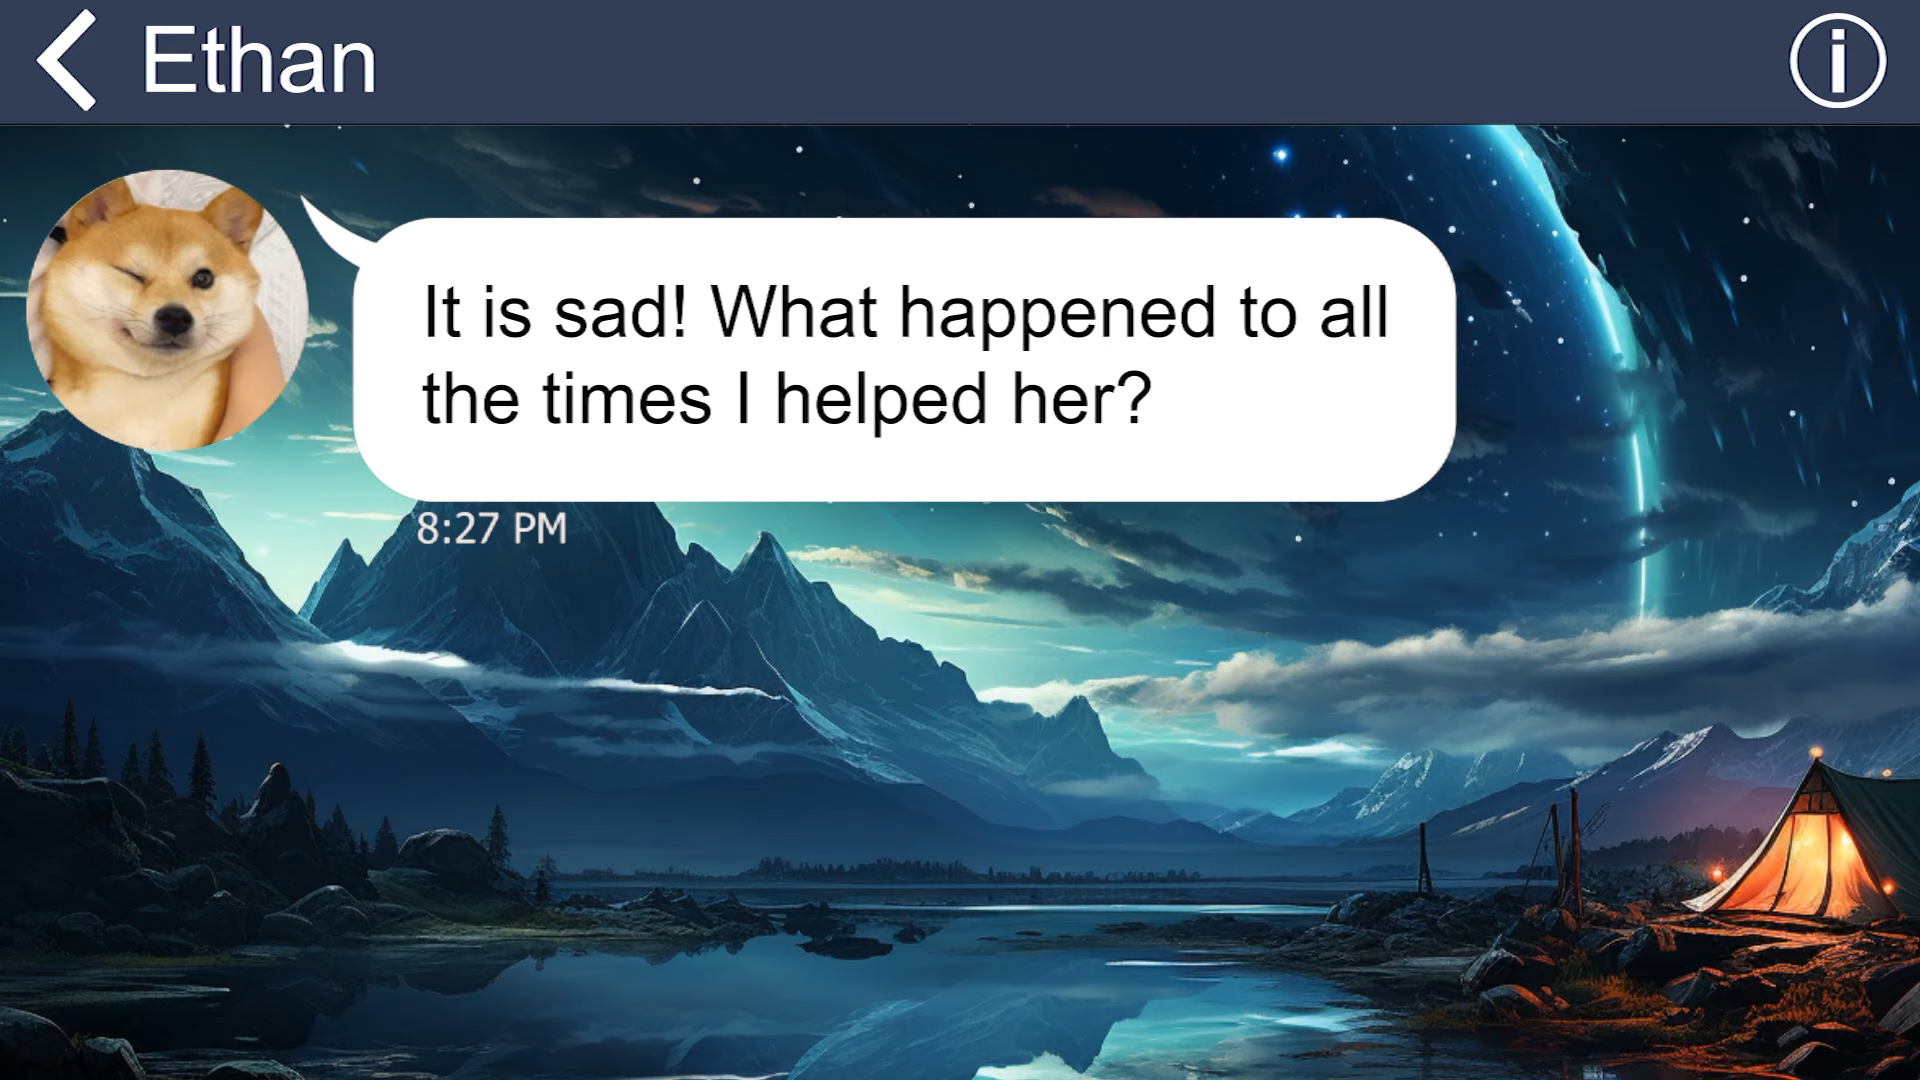 Ethan
It is sad! What happened to all
the times I helped her?
8:27 PM